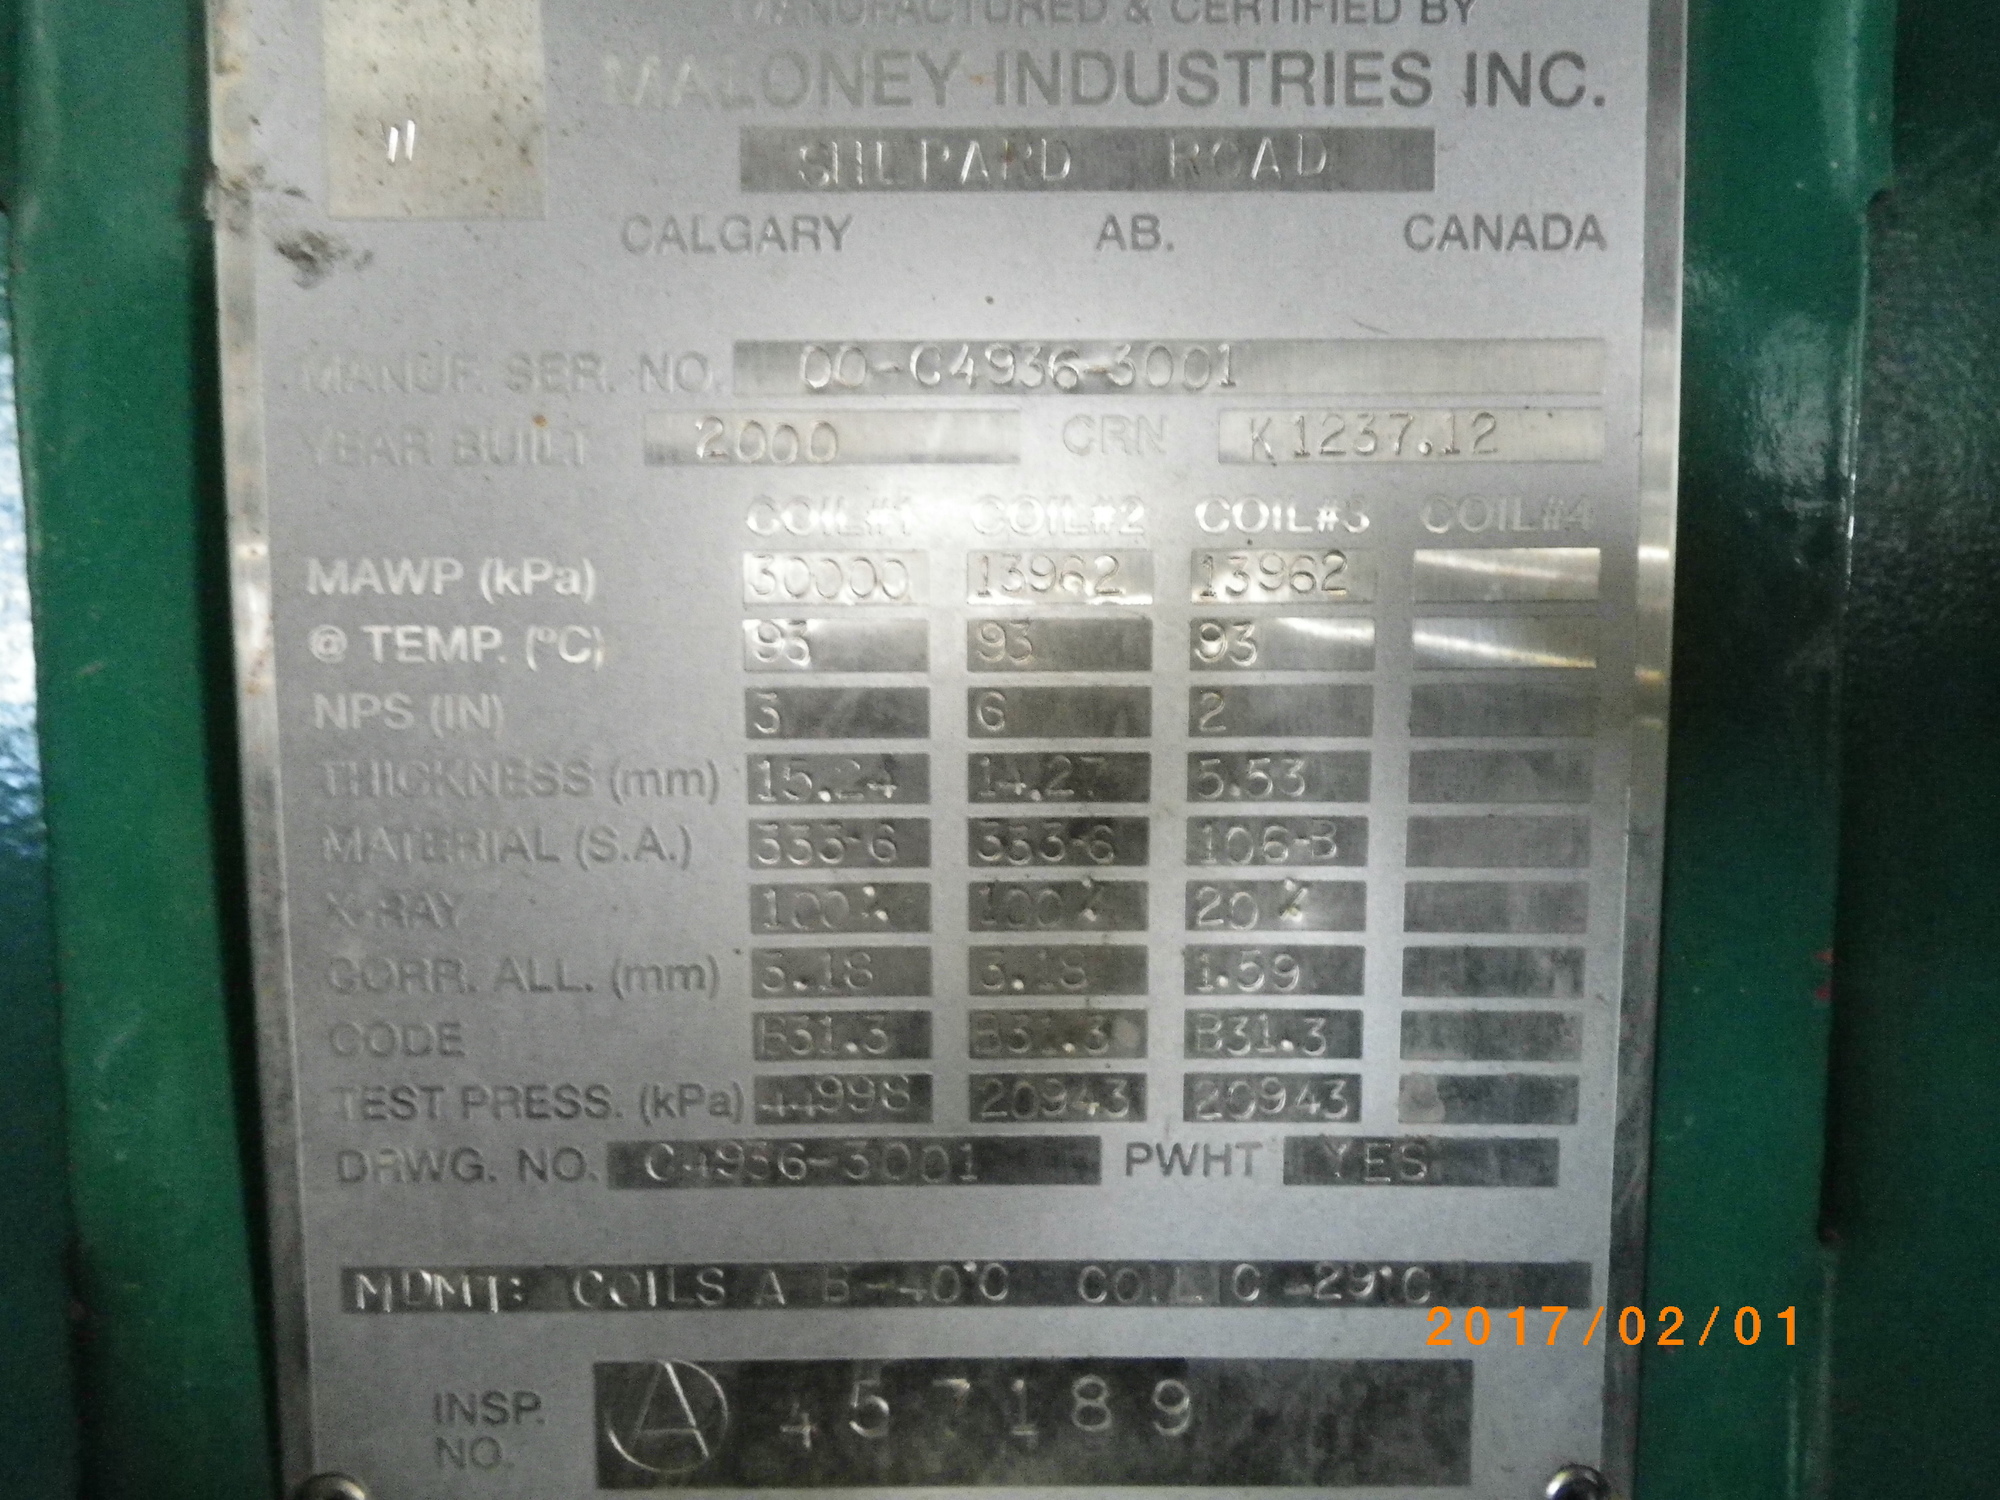 MANUFACTURED & CERTIFIED BY
MALONEY INDUSTRIES INC.
"
SHEPARD ROAD
CALGARY AB. CANADA
MANUF. SER. NO. 00-C4936-3001
YEAR BUILT 2000 CRN K1237.12
COIL#1 COIL#2 COIL#3 COIL#4
MAWP (kPa) 30000 13962 13962
@ TEMP. (°C) 93 93 93
NPS (IN) 3 6 2
THICKNESS (mm) 15.24 14.27 5.53
MATERIAL (S.A.) 333-6 333-6 106-B
X-RAY 100% 100% 20%
CORR. ALL. (mm) 3.18 3.18 1.59
CODE B31.3 B31.3 B31.3
TEST PRESS. (kPa) 44998 20943 20943
DRWG. NO. C4936-3001 PWHT YES
MDMT: COILS A B -40°C COIL C -29°C
2017/02/01
INSP. NO. A 457189